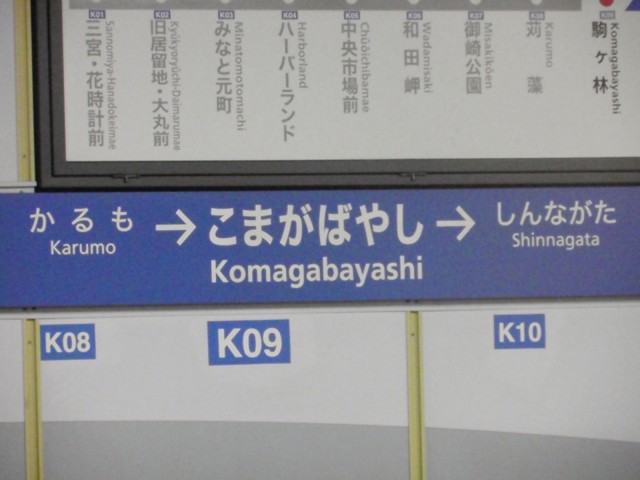 K01
三宮・花時計前
Sannomiya-Hanadokeimae
K02
旧居留地・大丸前
Kyūkyoryūchi-Daimarumae
K03
みなと元町
Minatomotomachi
K04
ハーバーランド
Harborland
K05
中央市場前
Chūōichibamae
K06
和田岬
Wadamisaki
K07
御崎公園
Misakikōen
K08
苅藻
Karumo
K09
駒ヶ林
Komagabayashi
かるも → こまがばやし → しんながた
Karumo Komagabayashi Shinnagata
K08 K09 K10